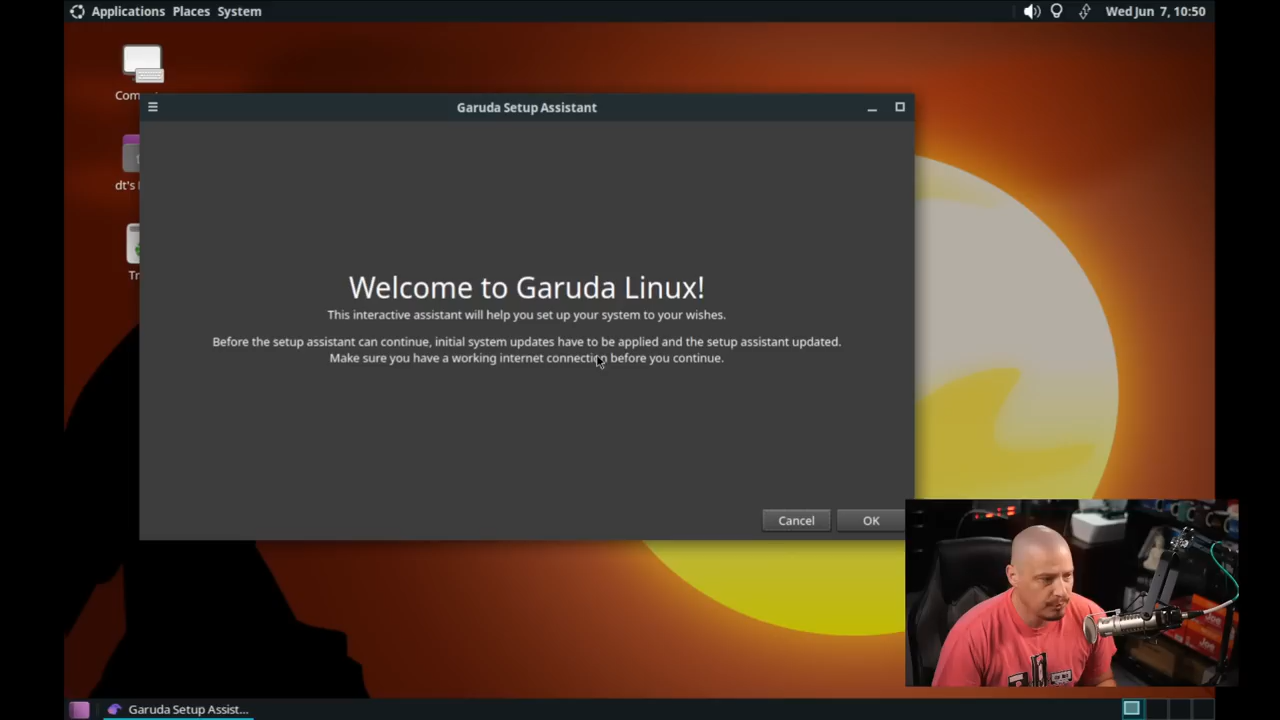 Applications Places System
Wed Jun 7, 10:50
Garuda Setup Assistant
dt's
Welcome to Garuda Linux!
This interactive assistant will help you set up your system to your wishes.
Before the setup assistant can continue, initial system updates have to be applied and the setup assistant updated.
Make sure you have a working internet connection before you continue.
Cancel OK
Garuda Setup Assist...